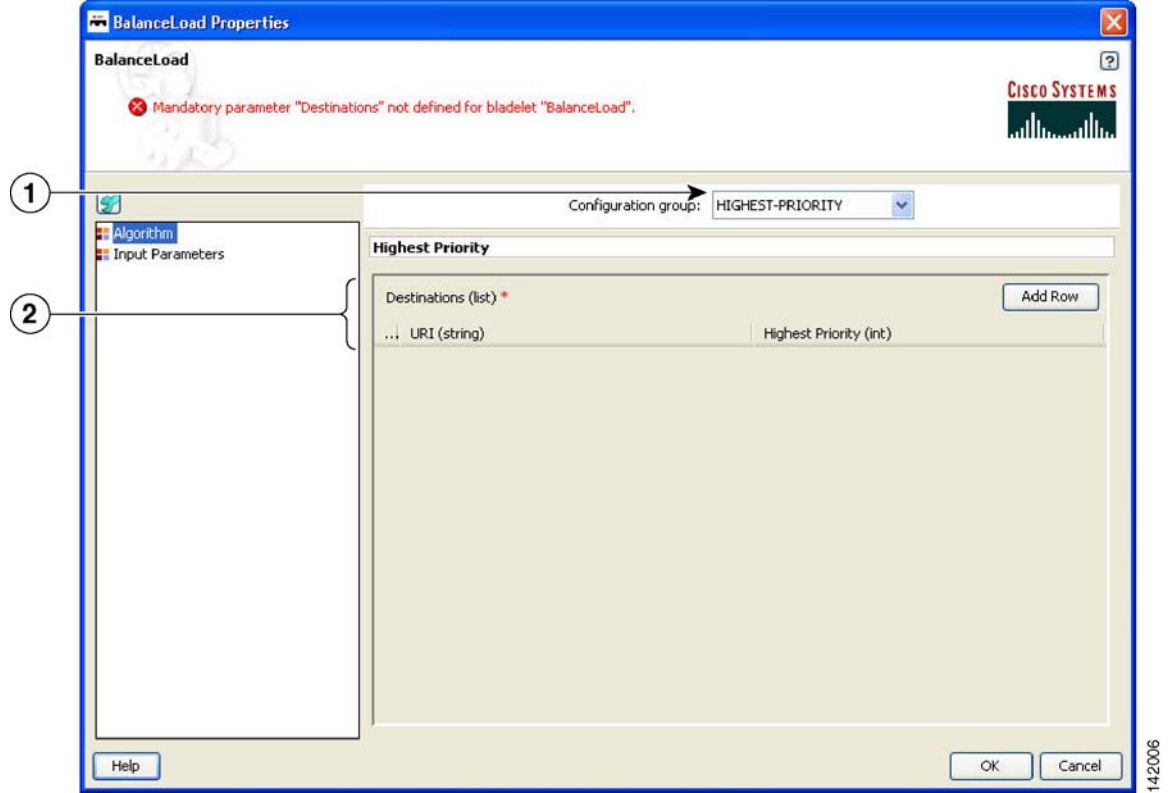 BalanceLoad Properties
BalanceLoad
Mandatory parameter "Destinations" not defined for bladelet "BalanceLoad".
CISCO SYSTEMS
1
Configuration group: HIGHEST-PRIORITY
Algorithm
Input Parameters
Highest Priority
2
Destinations (list) *
Add Row
... URI (string) Highest Priority (int)
Help
OK
Cancel
142006